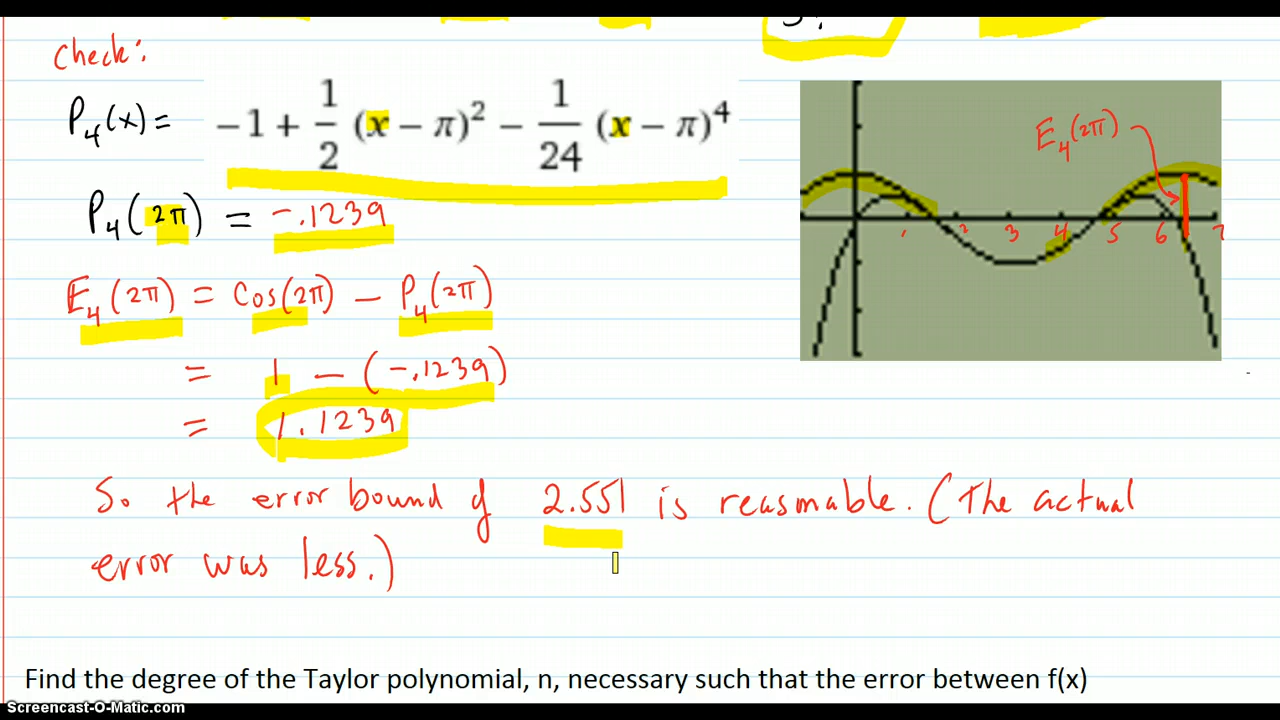 5!
Check:
P₄(x) = -1 + 1/2 (x − π)² − 1/24 (x − π)⁴
P₄(2π) = -.1239
E₄(2π) = Cos(2π) − P₄(2π)
= 1 − (-.1239)
= 1.1239
E₄(2π)
1 2 3 4 5 6 7
So the error bound of 2.551 is reasonable. (The actual
error was less.)
Find the degree of the Taylor polynomial, n, necessary such that the error between f(x)
Screencast-O-Matic.com